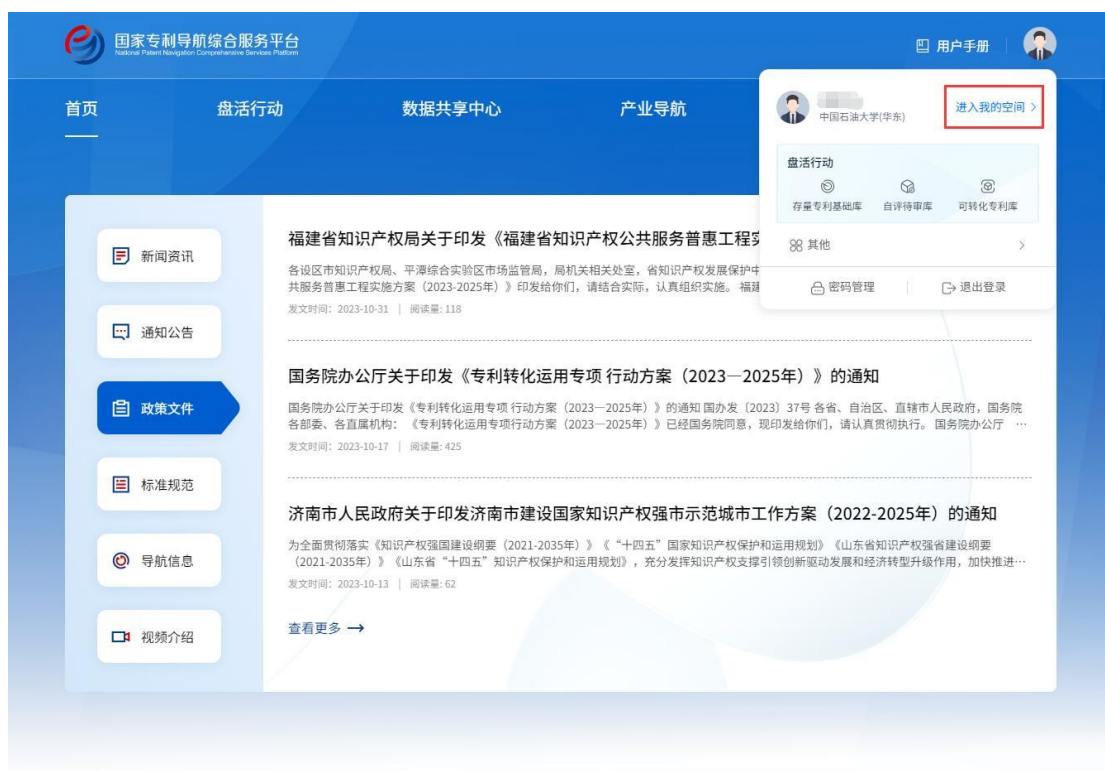 国家专利导航综合服务平台
National Patent Navigation Comprehensive Services Platform
用户手册
首页
盘活行动
数据共享中心
产业导航
中国石油大学(华东)
进入我的空间 >
盘活行动
存量专利基础库
自评待审库
可转化专利库
其他
密码管理
退出登录
新闻资讯
通知公告
政策文件
标准规范
导航信息
视频介绍
福建省知识产权局关于印发《福建省知识产权公共服务普惠工程实
各设区市知识产权局、平潭综合实验区市场监管局，局机关相关处室，省知识产权发展保护中
共服务普惠工程实施方案（2023-2025年）》印发给你们，请结合实际，认真组织实施。 福建
发文时间：2023-10-31 | 阅读量: 118
国务院办公厅关于印发《专利转化运用专项 行动方案（2023—2025年）》的通知
国务院办公厅关于印发《专利转化运用专项 行动方案（2023—2025年）》的通知 国办发〔2023〕37号 各省、自治区、直辖市人民政府，国务院
各部委、各直属机构： 《专利转化运用专项行动方案（2023—2025年）》已经国务院同意，现印发给你们，请认真贯彻执行。 国务院办公厅 …
发文时间：2023-10-17 | 阅读量: 425
济南市人民政府关于印发济南市建设国家知识产权强市示范城市工作方案（2022-2025年）的通知
为全面贯彻落实《知识产权强国建设纲要（2021-2035年）》《 “十四五”国家知识产权保护和运用规划》《山东省知识产权强省建设纲要
（2021-2035年）》《山东省“十四五”知识产权保护和运用规划》，充分发挥知识产权支撑引领创新驱动发展和经济转型升级作用，加快推进…
发文时间：2023-10-13 | 阅读量: 62
查看更多 →